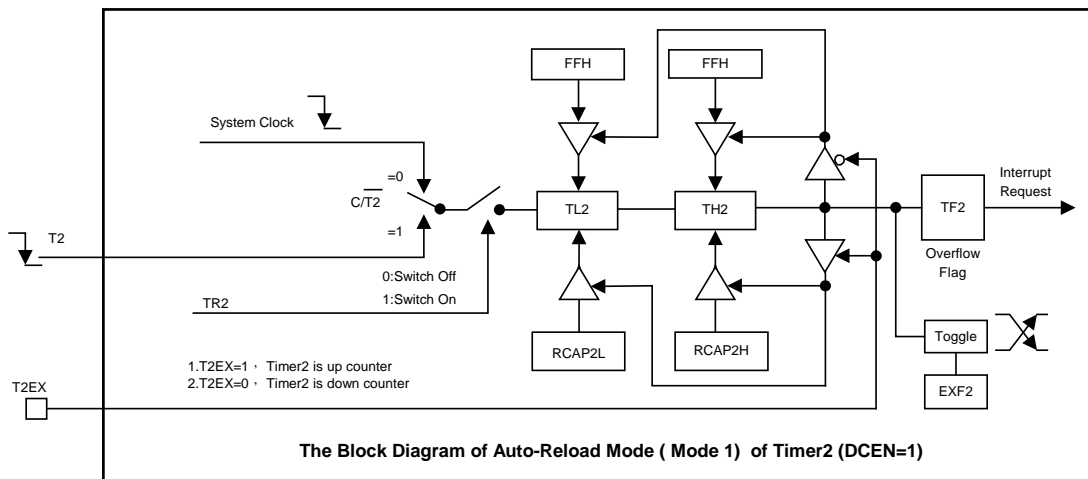 FFH
FFH
System Clock
=0
C/T2
=1
TL2
TH2
TF2
Interrupt
Request
Overflow
Flag
T2
0:Switch Off
1:Switch On
TR2
RCAP2L
RCAP2H
Toggle
EXF2
1.T2EX=1， Timer2 is up counter
2.T2EX=0， Timer2 is down counter
T2EX
The Block Diagram of Auto-Reload Mode ( Mode 1) of Timer2 (DCEN=1)